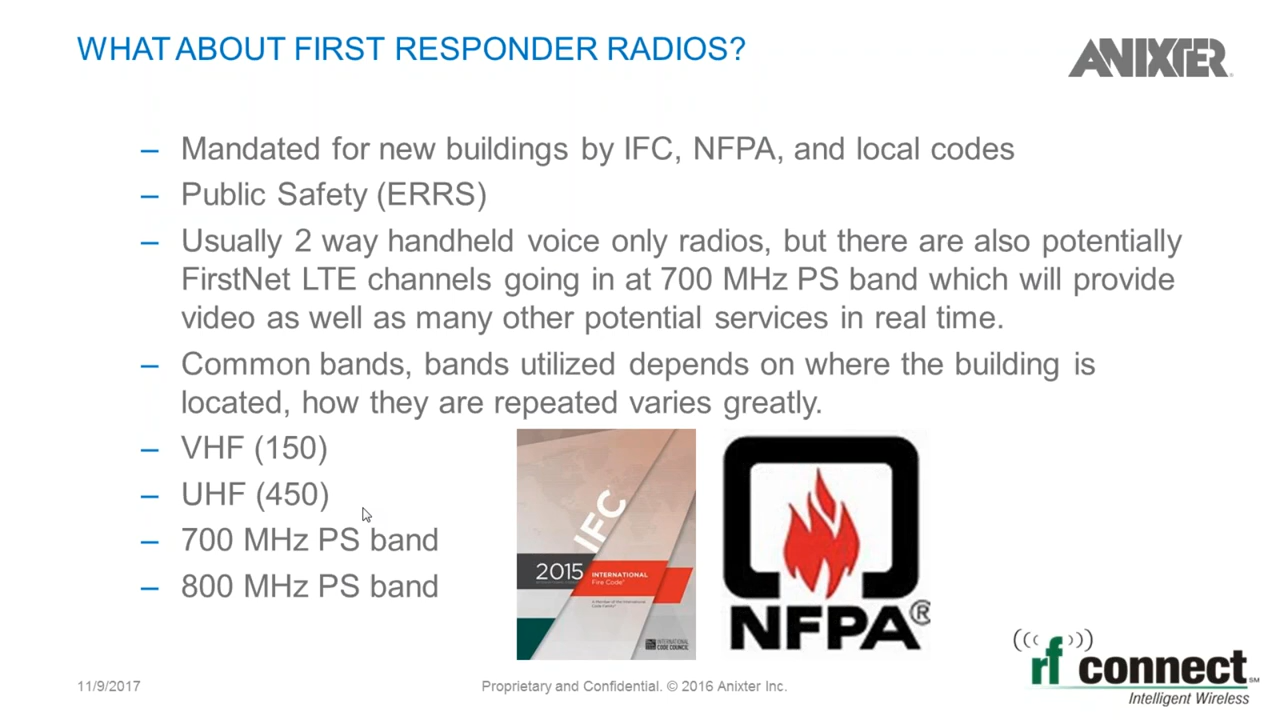 WHAT ABOUT FIRST RESPONDER RADIOS?
ANIXTER
– Mandated for new buildings by IFC, NFPA, and local codes
– Public Safety (ERRS)
– Usually 2 way handheld voice only radios, but there are also potentially
FirstNet LTE channels going in at 700 MHz PS band which will provide
video as well as many other potential services in real time.
– Common bands, bands utilized depends on where the building is
located, how they are repeated varies greatly.
– VHF (150)
– UHF (450)
– 700 MHz PS band
– 800 MHz PS band
IFC
2015
INTERNATIONAL
Fire Code®
INTERNATIONAL
CODE COUNCIL
NFPA®
((( )))
rf connect SM
Intelligent Wireless
11/9/2017
Proprietary and Confidential. © 2016 Anixter Inc.